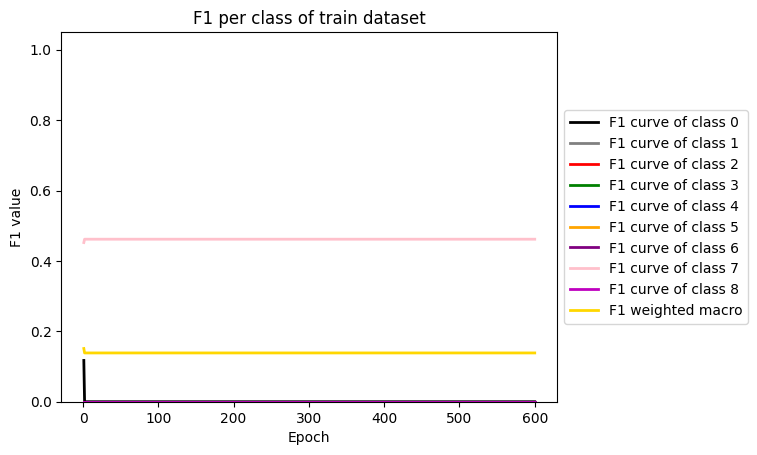 F1 per class of train dataset
F1 value
1.0
0.8
0.6
0.4
0.2
0.0
0
100
200
300
400
500
600
Epoch
F1 curve of class 0
F1 curve of class 1
F1 curve of class 2
F1 curve of class 3
F1 curve of class 4
F1 curve of class 5
F1 curve of class 6
F1 curve of class 7
F1 curve of class 8
F1 weighted macro